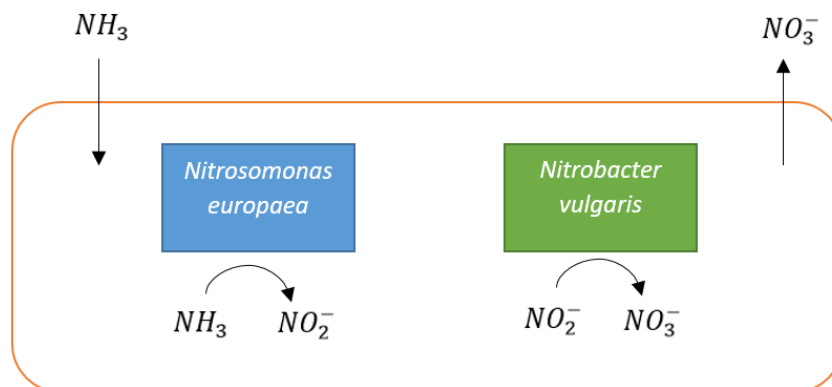 NH₃
NO₃⁻
Nitrosomonas
europaea
Nitrobacter
vulgaris
NH₃ NO₂⁻
NO₂⁻ NO₃⁻